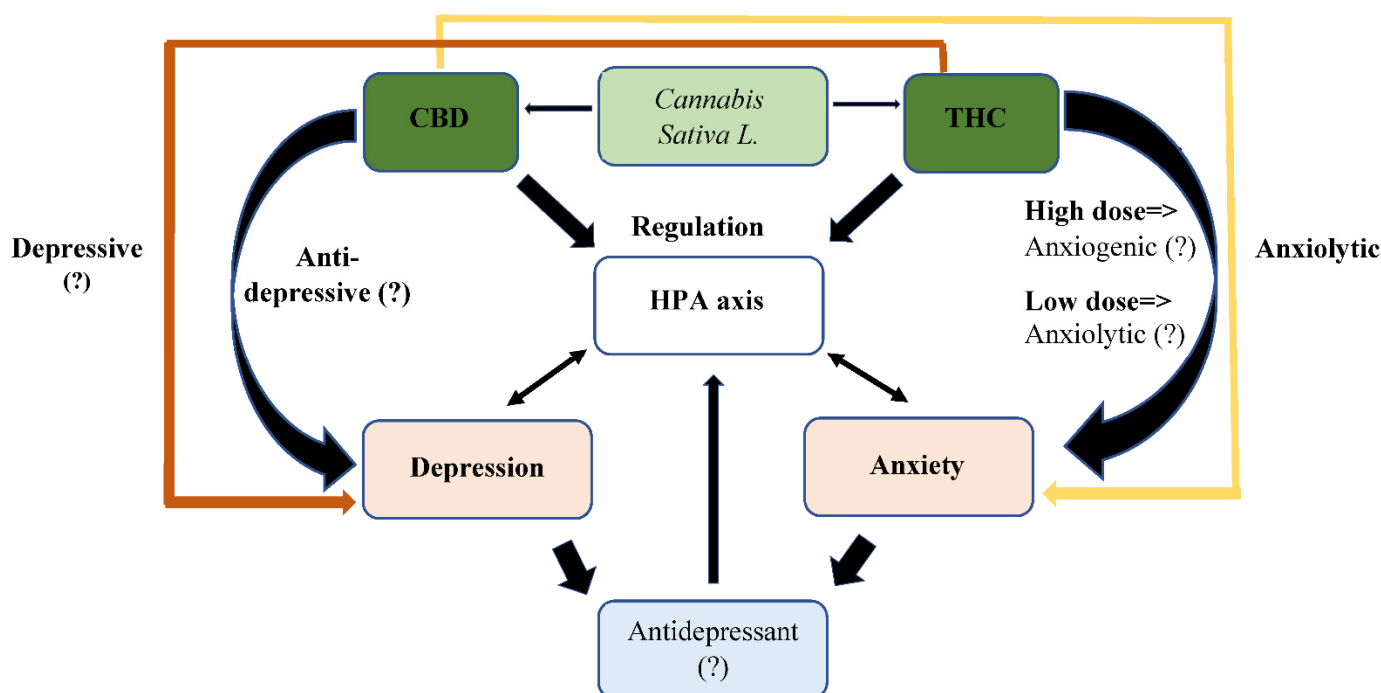 CBD
Cannabis
Sativa L.
THC
Depressive
(?)
Anti-
depressive (?)
Regulation
HPA axis
High dose=>
Anxiogenic (?)
Low dose=>
Anxiolytic (?)
Anxiolytic
Depression
Anxiety
Antidepressant
(?)